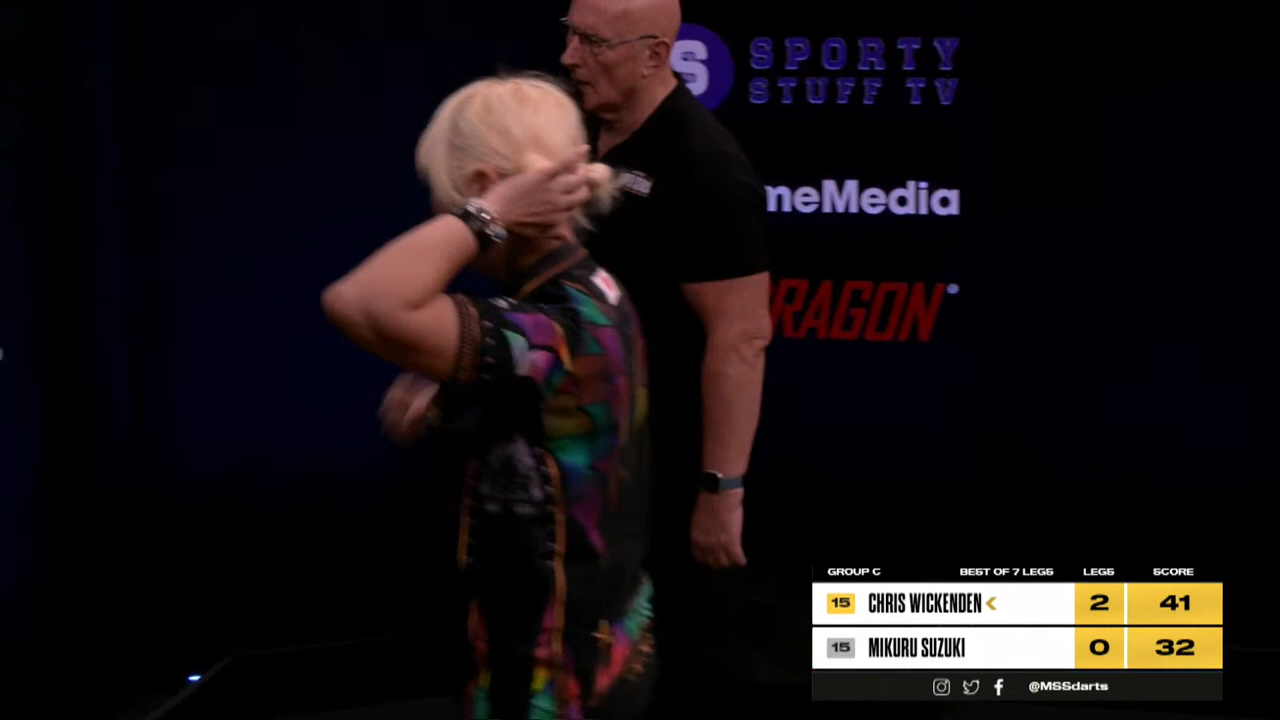 S SPORTY
STUFF TV
meMedia
RAGON
GROUP C BEST OF 7 LEGS LEGS SCORE
15 CHRIS WICKENDEN 2 41
15 MIKURU SUZUKI 0 32
@MSSdarts